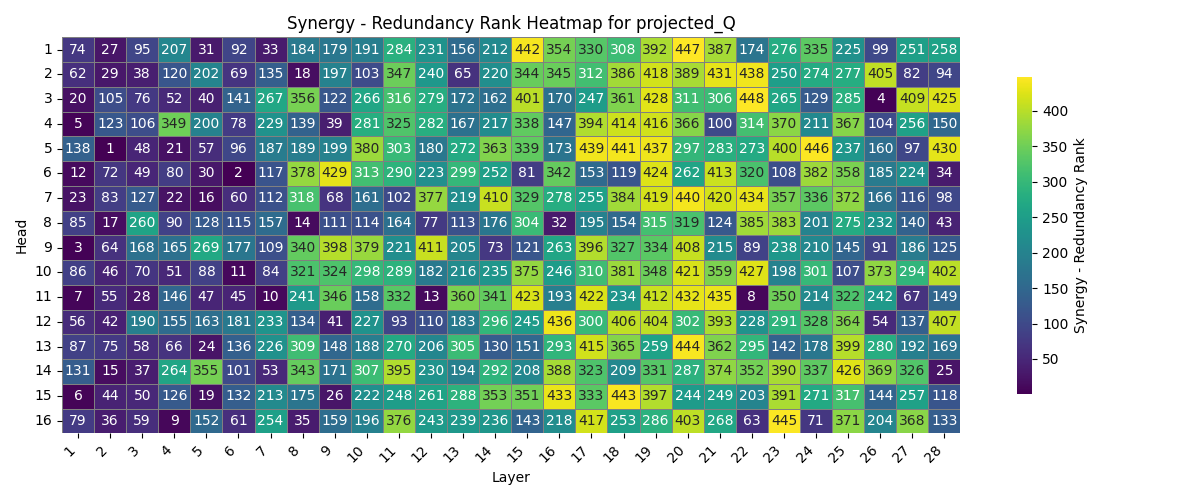 Synergy - Redundancy Rank Heatmap for projected_Q
1 74 27 95 207 31 92 33 184 179 191 284 231 156 212 442 354 330 308 392 447 387 174 276 335 225 99 251 258
2 62 29 38 120 202 69 135 18 197 103 347 240 65 220 344 345 312 386 418 389 431 438 250 274 277 405 82 94
3 20 105 76 52 40 141 267 356 122 266 316 279 172 162 401 170 247 361 428 311 306 448 265 129 285 4 409 425
4 5 123 106 349 200 78 229 139 39 281 325 282 167 217 338 147 394 414 416 366 100 314 370 211 367 104 256 150
5 138 1 48 21 57 96 187 189 199 380 303 180 272 363 339 173 439 441 437 297 283 273 400 446 237 160 97 430
6 12 72 49 80 30 2 117 378 429 313 290 223 299 252 81 342 153 119 424 262 413 320 108 382 358 185 224 34
7 23 83 127 22 16 60 112 318 68 161 102 377 219 410 329 278 255 384 419 440 420 434 357 336 372 166 116 98
8 85 17 260 90 128 115 157 14 111 114 164 77 113 176 304 32 195 154 315 319 124 385 383 201 275 232 140 43
9 3 64 168 165 269 177 109 340 398 379 221 411 205 73 121 263 396 327 334 408 215 89 238 210 145 91 186 125
10 86 46 70 51 88 11 84 321 324 298 289 182 216 235 375 246 310 381 348 421 359 427 198 301 107 373 294 402
11 7 55 28 146 47 45 10 241 346 158 332 13 360 341 423 193 422 234 412 432 435 8 350 214 322 242 67 149
12 56 42 190 155 163 181 233 134 41 227 93 110 183 296 245 436 300 406 404 302 393 228 291 328 364 54 137 407
13 87 75 58 66 24 136 226 309 148 188 270 206 305 130 151 293 415 365 259 444 362 295 142 178 399 280 192 169
14 131 15 37 264 355 101 53 343 171 307 395 230 194 292 208 388 323 209 331 287 374 352 390 337 426 369 326 25
15 6 44 50 126 19 132 213 175 26 222 248 261 288 353 351 433 333 443 397 244 249 203 391 271 317 144 257 118
16 79 36 59 9 152 61 254 35 159 196 376 243 239 236 143 218 417 253 286 403 268 63 445 71 371 204 368 133
1 2 3 4 5 6 7 8 9 10 11 12 13 14 15 16 17 18 19 20 21 22 23 24 25 26 27 28
Layer
Head
400
350
300
250
200
150
100
50
Synergy - Redundancy Rank